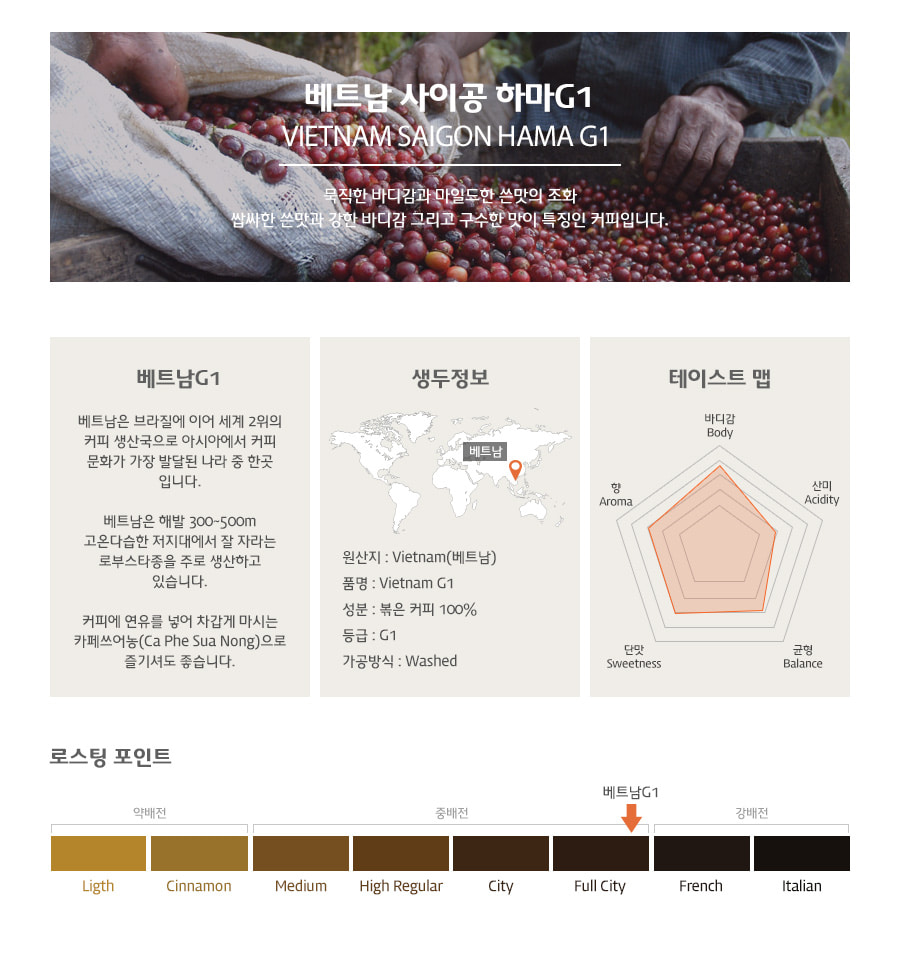 베트남 사이공 하마G1
VIETNAM SAIGON HAMA G1
묵직한 바디감과 마일드한 쓴맛의 조화
쌉싸한 쓴맛과 강한 바디감 그리고 구수한 맛이 특징인 커피입니다.
베트남G1
베트남은 브라질에 이어 세계 2위의
커피 생산국으로 아시아에서 커피
문화가 가장 발달된 나라 중 한곳
입니다.
베트남은 해발 300~500m
고온다습한 저지대에서 잘 자라는
로부스타종을 주로 생산하고
있습니다.
커피에 연유를 넣어 차갑게 마시는
카페쓰어농(Ca Phe Sua Nong)으로
즐기셔도 좋습니다.
생두정보
베트남
원산지 : Vietnam(베트남)
품명 : Vietnam G1
성분 : 볶은 커피 100%
등급 : G1
가공방식 : Washed
테이스트 맵
바디감
Body
향
Aroma
산미
Acidity
단맛
Sweetness
균형
Balance
로스팅 포인트
베트남G1
약배전
중배전
강배전
Ligth
Cinnamon
Medium
High Regular
City
Full City
French
Italian